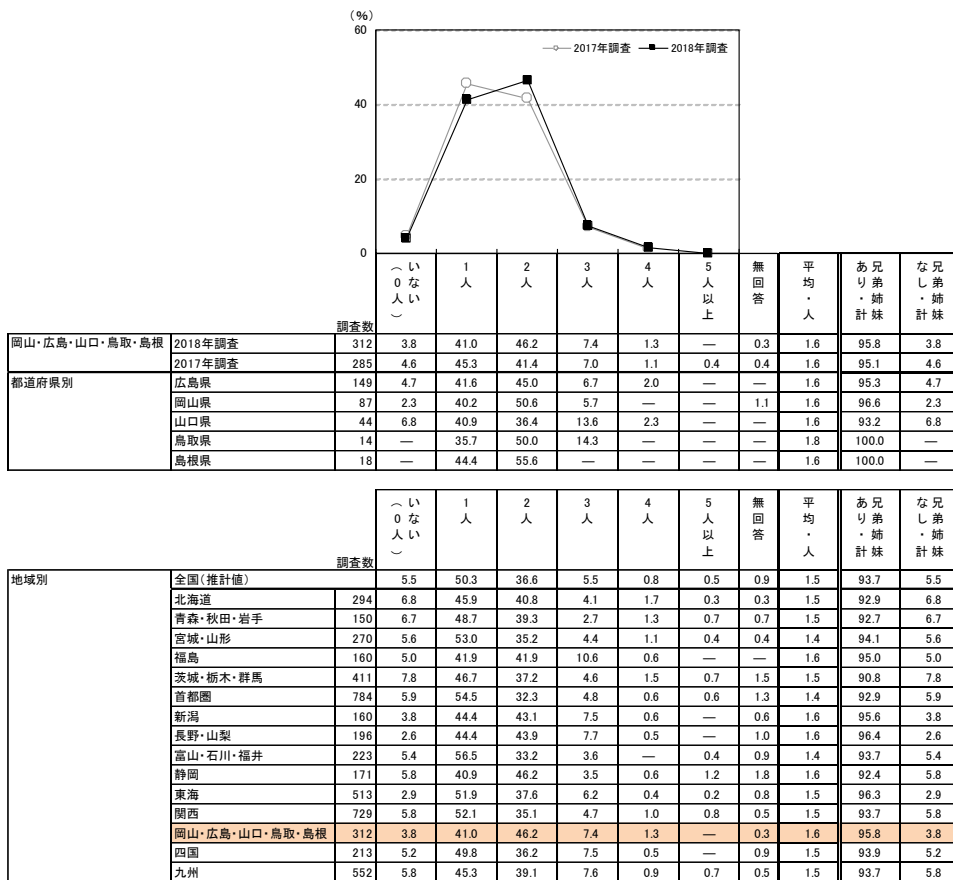 (%)
60
2017年調査 2018年調査
40
20
0
調査数 いない(0人) 1人 2人 3人 4人 5人以上 無回答 平均・人 兄弟姉妹あり・計 兄弟姉妹なし・計
岡山・広島・山口・鳥取・島根 2018年調査 312 3.8 41.0 46.2 7.4 1.3 — 0.3 1.6 95.8 3.8
2017年調査 285 4.6 45.3 41.4 7.0 1.1 0.4 0.4 1.6 95.1 4.6
都道府県別 広島県 149 4.7 41.6 45.0 6.7 2.0 — — 1.6 95.3 4.7
岡山県 87 2.3 40.2 50.6 5.7 — — 1.1 1.6 96.6 2.3
山口県 44 6.8 40.9 36.4 13.6 2.3 — — 1.6 93.2 6.8
鳥取県 14 — 35.7 50.0 14.3 — — — 1.8 100.0 —
島根県 18 — 44.4 55.6 — — — — 1.6 100.0 —
調査数 いない(0人) 1人 2人 3人 4人 5人以上 無回答 平均・人 兄弟姉妹あり・計 兄弟姉妹なし・計
地域別 全国(推計値) 5.5 50.3 36.6 5.5 0.8 0.5 0.9 1.5 93.7 5.5
北海道 294 6.8 45.9 40.8 4.1 1.7 0.3 0.3 1.5 92.9 6.8
青森・秋田・岩手 150 6.7 48.7 39.3 2.7 1.3 0.7 0.7 1.5 92.7 6.7
宮城・山形 270 5.6 53.0 35.2 4.4 1.1 0.4 0.4 1.4 94.1 5.6
福島 160 5.0 41.9 41.9 10.6 0.6 — — 1.6 95.0 5.0
茨城・栃木・群馬 411 7.8 46.7 37.2 4.6 1.5 0.7 1.5 1.5 90.8 7.8
首都圏 784 5.9 54.5 32.3 4.8 0.6 0.6 1.3 1.4 92.9 5.9
新潟 160 3.8 44.4 43.1 7.5 0.6 — 0.6 1.6 95.6 3.8
長野・山梨 196 2.6 44.4 43.9 7.7 0.5 — 1.0 1.6 96.4 2.6
富山・石川・福井 223 5.4 56.5 33.2 3.6 — 0.4 0.9 1.4 93.7 5.4
静岡 171 5.8 40.9 46.2 3.5 0.6 1.2 1.8 1.6 92.4 5.8
東海 513 2.9 51.9 37.6 6.2 0.4 0.2 0.8 1.5 96.3 2.9
関西 729 5.8 52.1 35.1 4.7 1.0 0.8 0.5 1.5 93.7 5.8
岡山・広島・山口・鳥取・島根 312 3.8 41.0 46.2 7.4 1.3 — 0.3 1.6 95.8 3.8
四国 213 5.2 49.8 36.2 7.5 0.5 — 0.9 1.5 93.9 5.2
九州 552 5.8 45.3 39.1 7.6 0.9 0.7 0.5 1.5 93.7 5.8